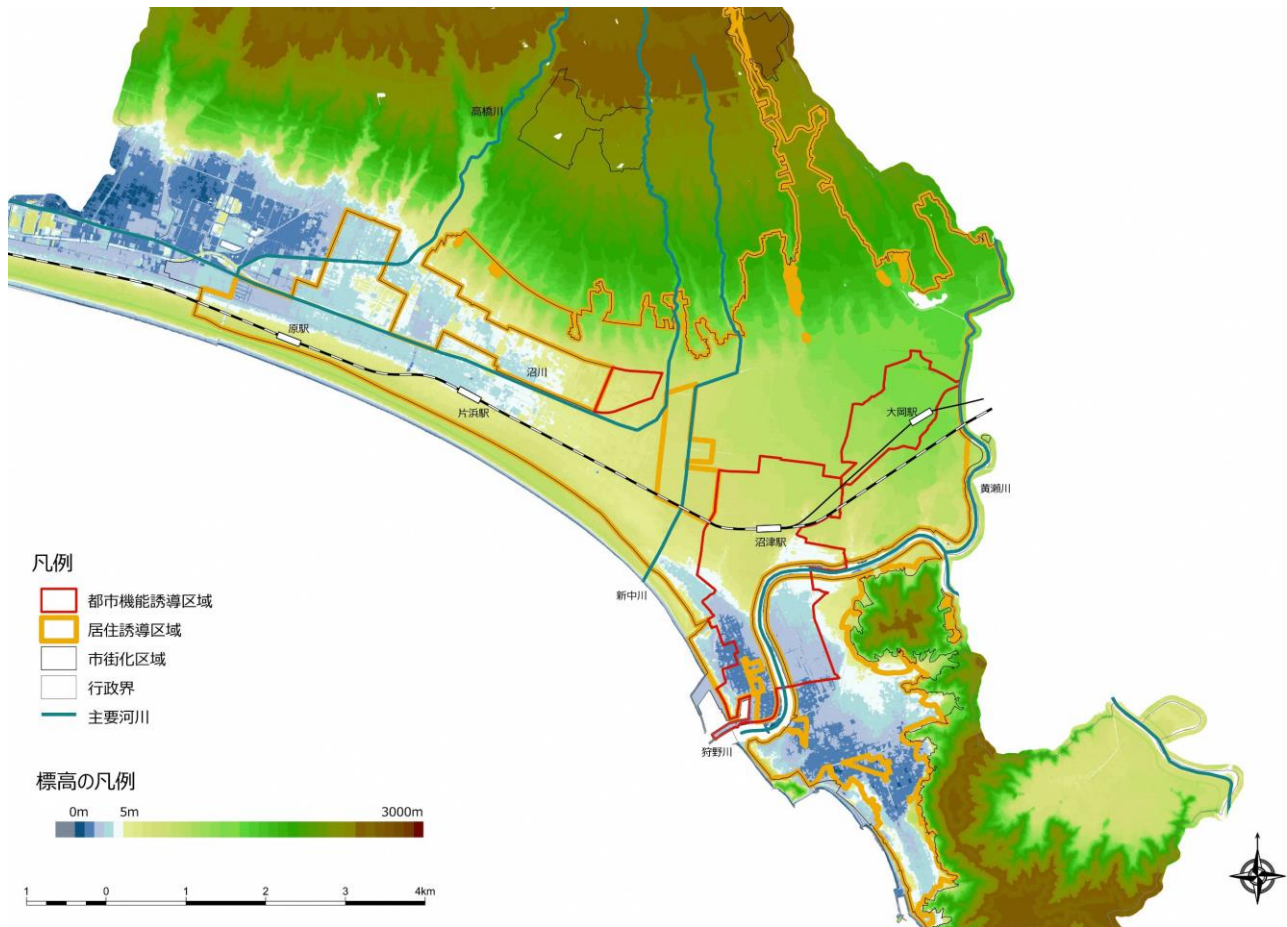 高橋川
原駅
沼川
片浜駅
大岡駅
黄瀬川
沼津駅
新中川
狩野川
凡例
都市機能誘導区域
居住誘導区域
市街化区域
行政界
主要河川
標高の凡例
0m 5m 3000m
1 0 1 2 3 4km